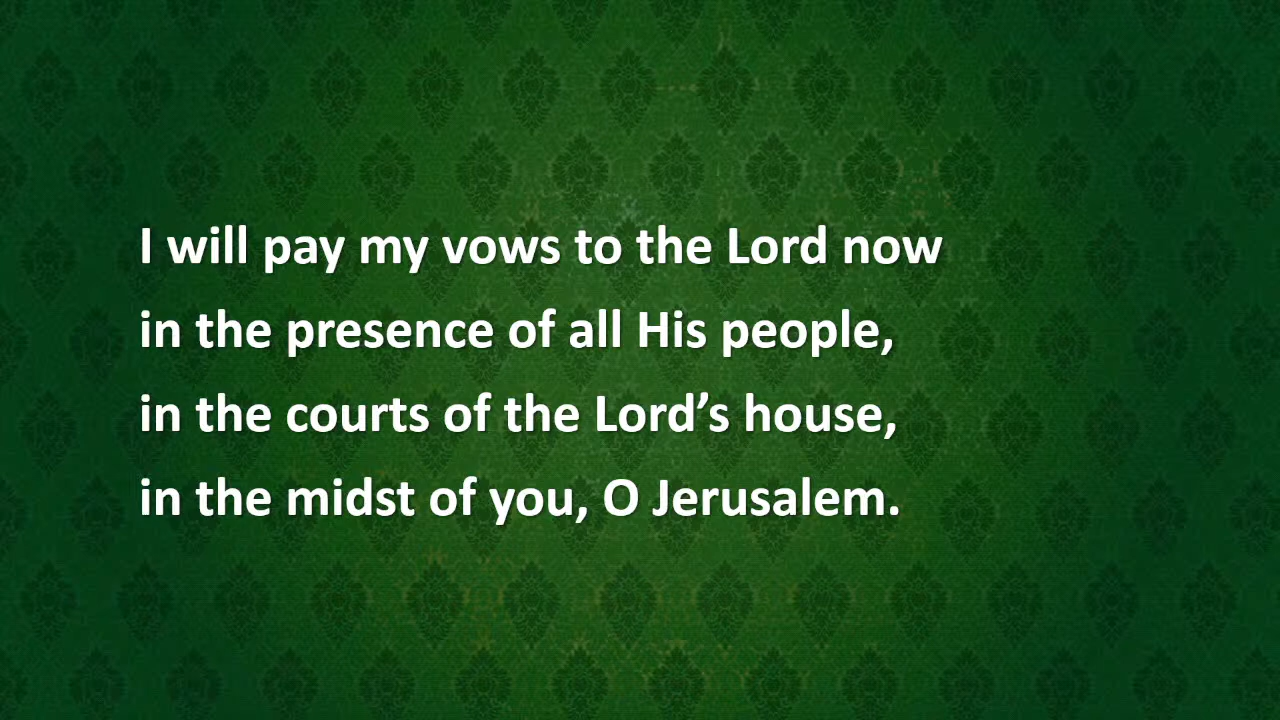 I will pay my vows to the Lord now
in the presence of all His people,
in the courts of the Lord’s house,
in the midst of you, O Jerusalem.